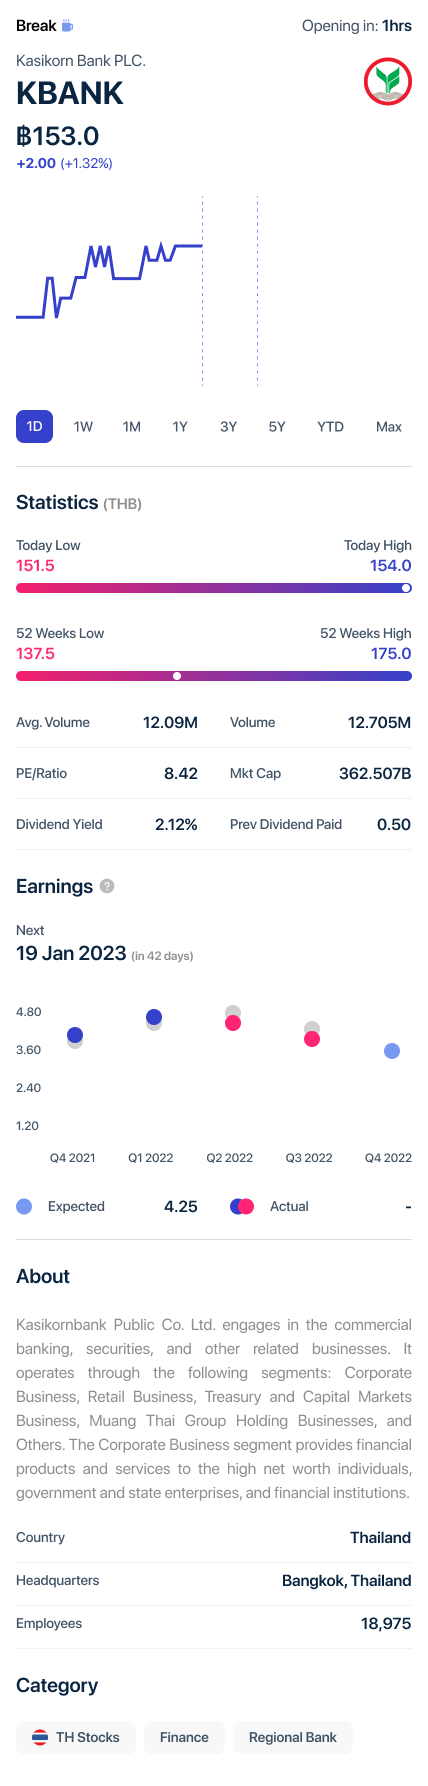 Break
Opening in: 1hrs
Kasikorn Bank PLC.
KBANK
฿153.0
+2.00 (+1.32%)
1D 1W 1M 1Y 3Y 5Y YTD Max
Statistics (THB)
Today Low Today High
151.5 154.0
52 Weeks Low 52 Weeks High
137.5 175.0
Avg. Volume 12.09M Volume 12.705M
PE/Ratio 8.42 Mkt Cap 362.507B
Dividend Yield 2.12% Prev Dividend Paid 0.50
Earnings ?
Next
19 Jan 2023 (in 42 days)
4.80
3.60
2.40
1.20
Q4 2021 Q1 2022 Q2 2022 Q3 2022 Q4 2022
Expected 4.25 Actual -
About
Kasikornbank Public Co. Ltd. engages in the commercial
banking, securities, and other related businesses. It
operates through the following segments: Corporate
Business, Retail Business, Treasury and Capital Markets
Business, Muang Thai Group Holding Businesses, and
Others. The Corporate Business segment provides financial
products and services to the high net worth individuals,
government and state enterprises, and financial institutions.
Country Thailand
Headquarters Bangkok, Thailand
Employees 18,975
Category
TH Stocks Finance Regional Bank